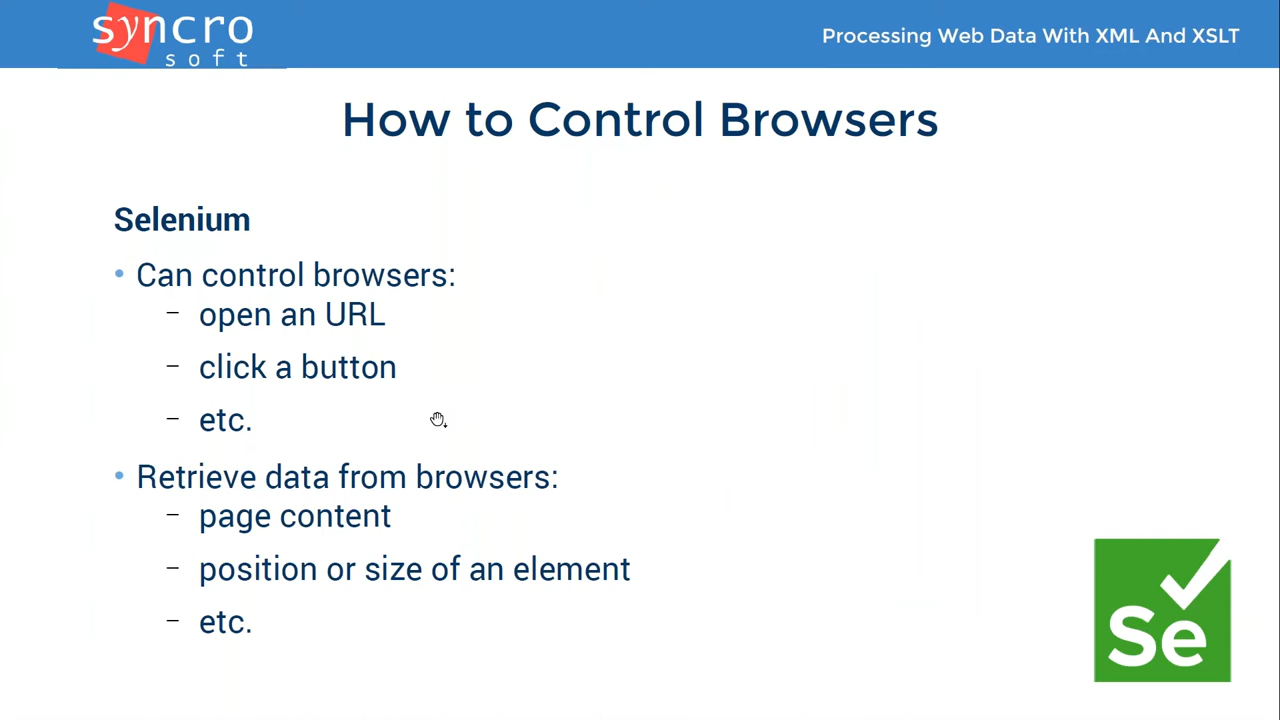 syncro
soft
Processing Web Data With XML And XSLT
How to Control Browsers
Selenium
• Can control browsers:
– open an URL
– click a button
– etc.
• Retrieve data from browsers:
– page content
– position or size of an element
– etc.
Se